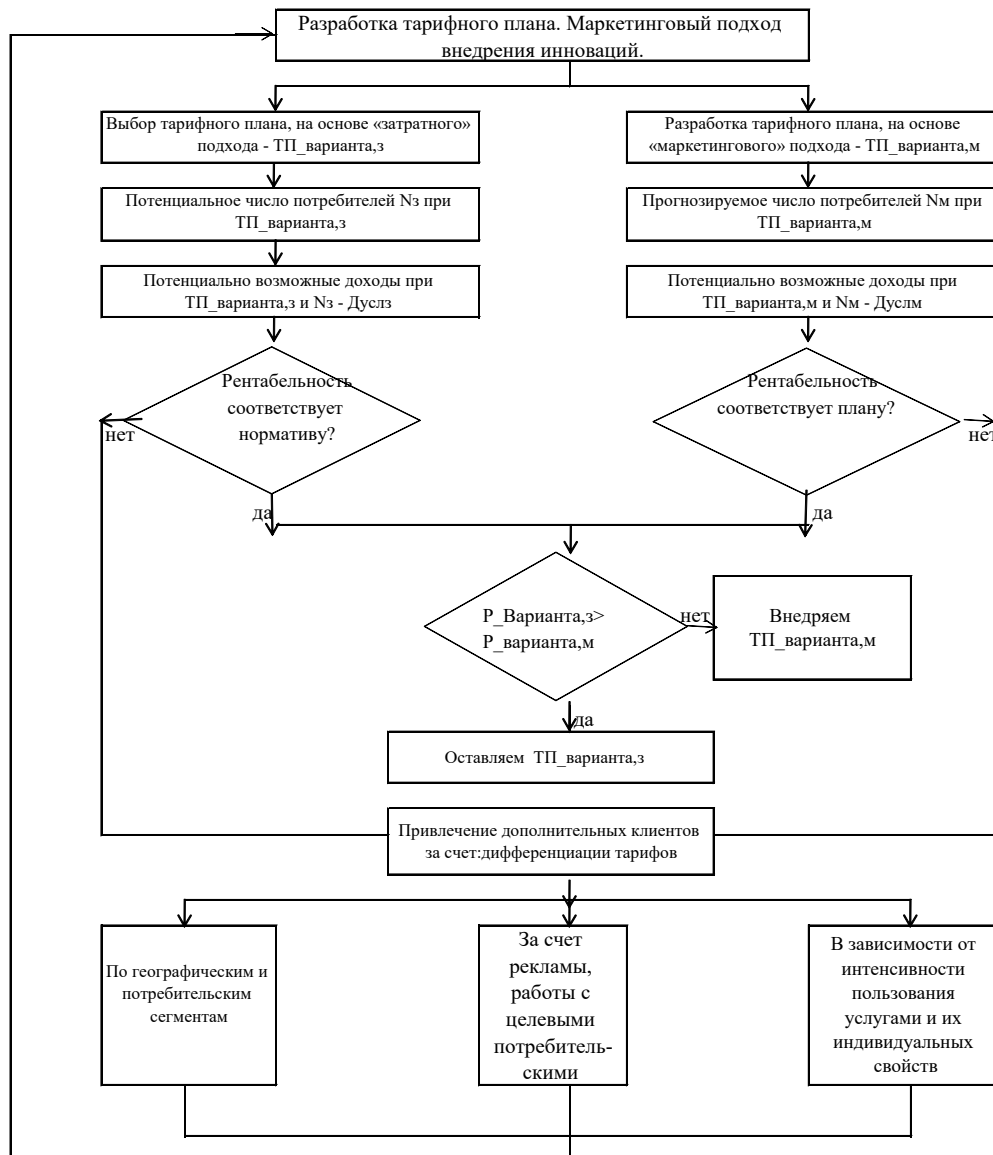 Разработка тарифного плана. Маркетинговый подход
внедрения инноваций.
Выбор тарифного плана, на основе «затратного»
подхода - ТП_варианта,з
Разработка тарифного плана, на основе
«маркетингового» подхода - ТП_варианта,м
Потенциальное число потребителей Nз при
ТП_варианта,з
Прогнозируемое число потребителей Nм при
ТП_варианта,м
Потенциально возможные доходы при
ТП_варианта,з и Nз - Дуслз
Потенциально возможные доходы при
ТП_варианта,м и Nм - Дуслм
Рентабельность
соответствует
нормативу?
нет
да
Рентабельность
соответствует плану?
нет
да
Р_Варианта,з>
Р_варианта,м
нет
Внедряем
ТП_варианта,м
да
Оставляем ТП_варианта,з
Привлечение дополнительных клиентов
за счет:дифференциации тарифов
По географическим и
потребительским
сегментам
За счет
рекламы,
работы с
целевыми
потребитель-
скими
В зависимости от
интенсивности
пользования
услугами и их
индивидуальных
свойств